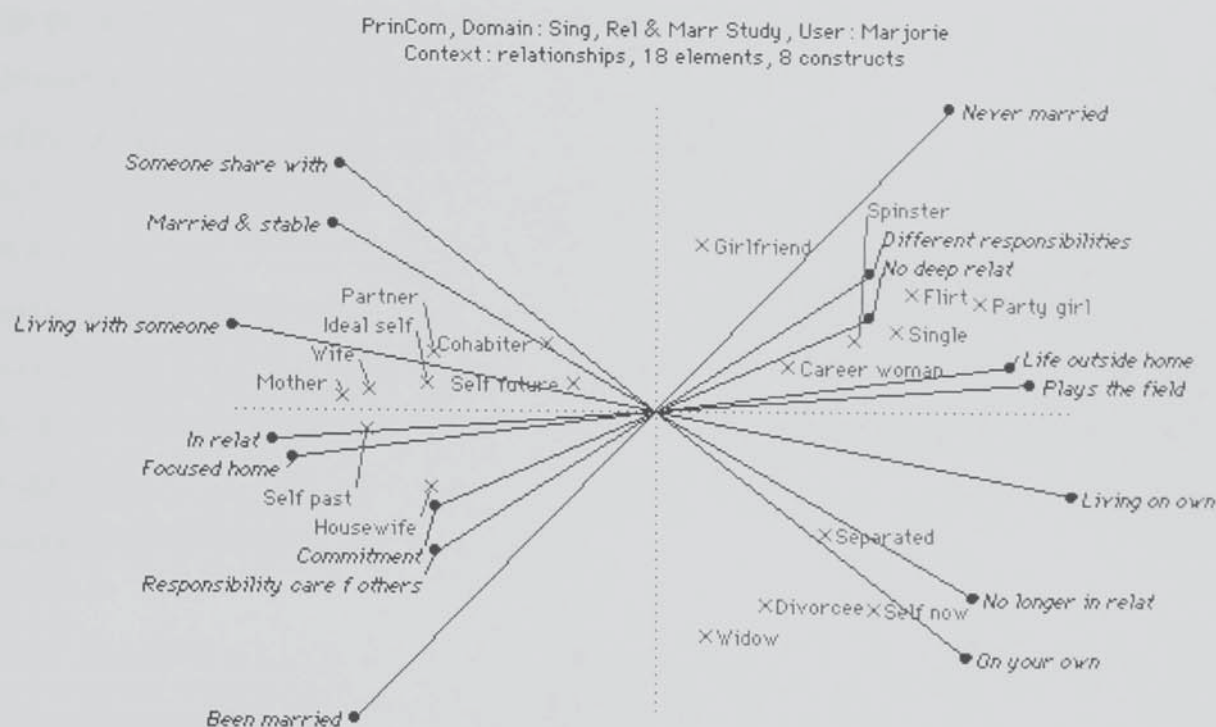 PrinCom, Domain: Sing, Rel & Marr Study, User: Marjorie
Context: relationships, 18 elements, 8 constructs
Never married
Someone share with
Spinster
Married & stable
Different responsibilities
Girlfriend
No deep relat
Partner
Flirt
Party girl
Living with someone
Ideal self
Cohabiter
Single
Wife
Life outside home
Career woman
Mother
Self future
Plays the field
In relat
Focused home
Self past
Living on own
Housewife
Separated
Commitment
Responsibility care f others
No longer in relat
Divorcee
Self now
Widow
On your own
Been married